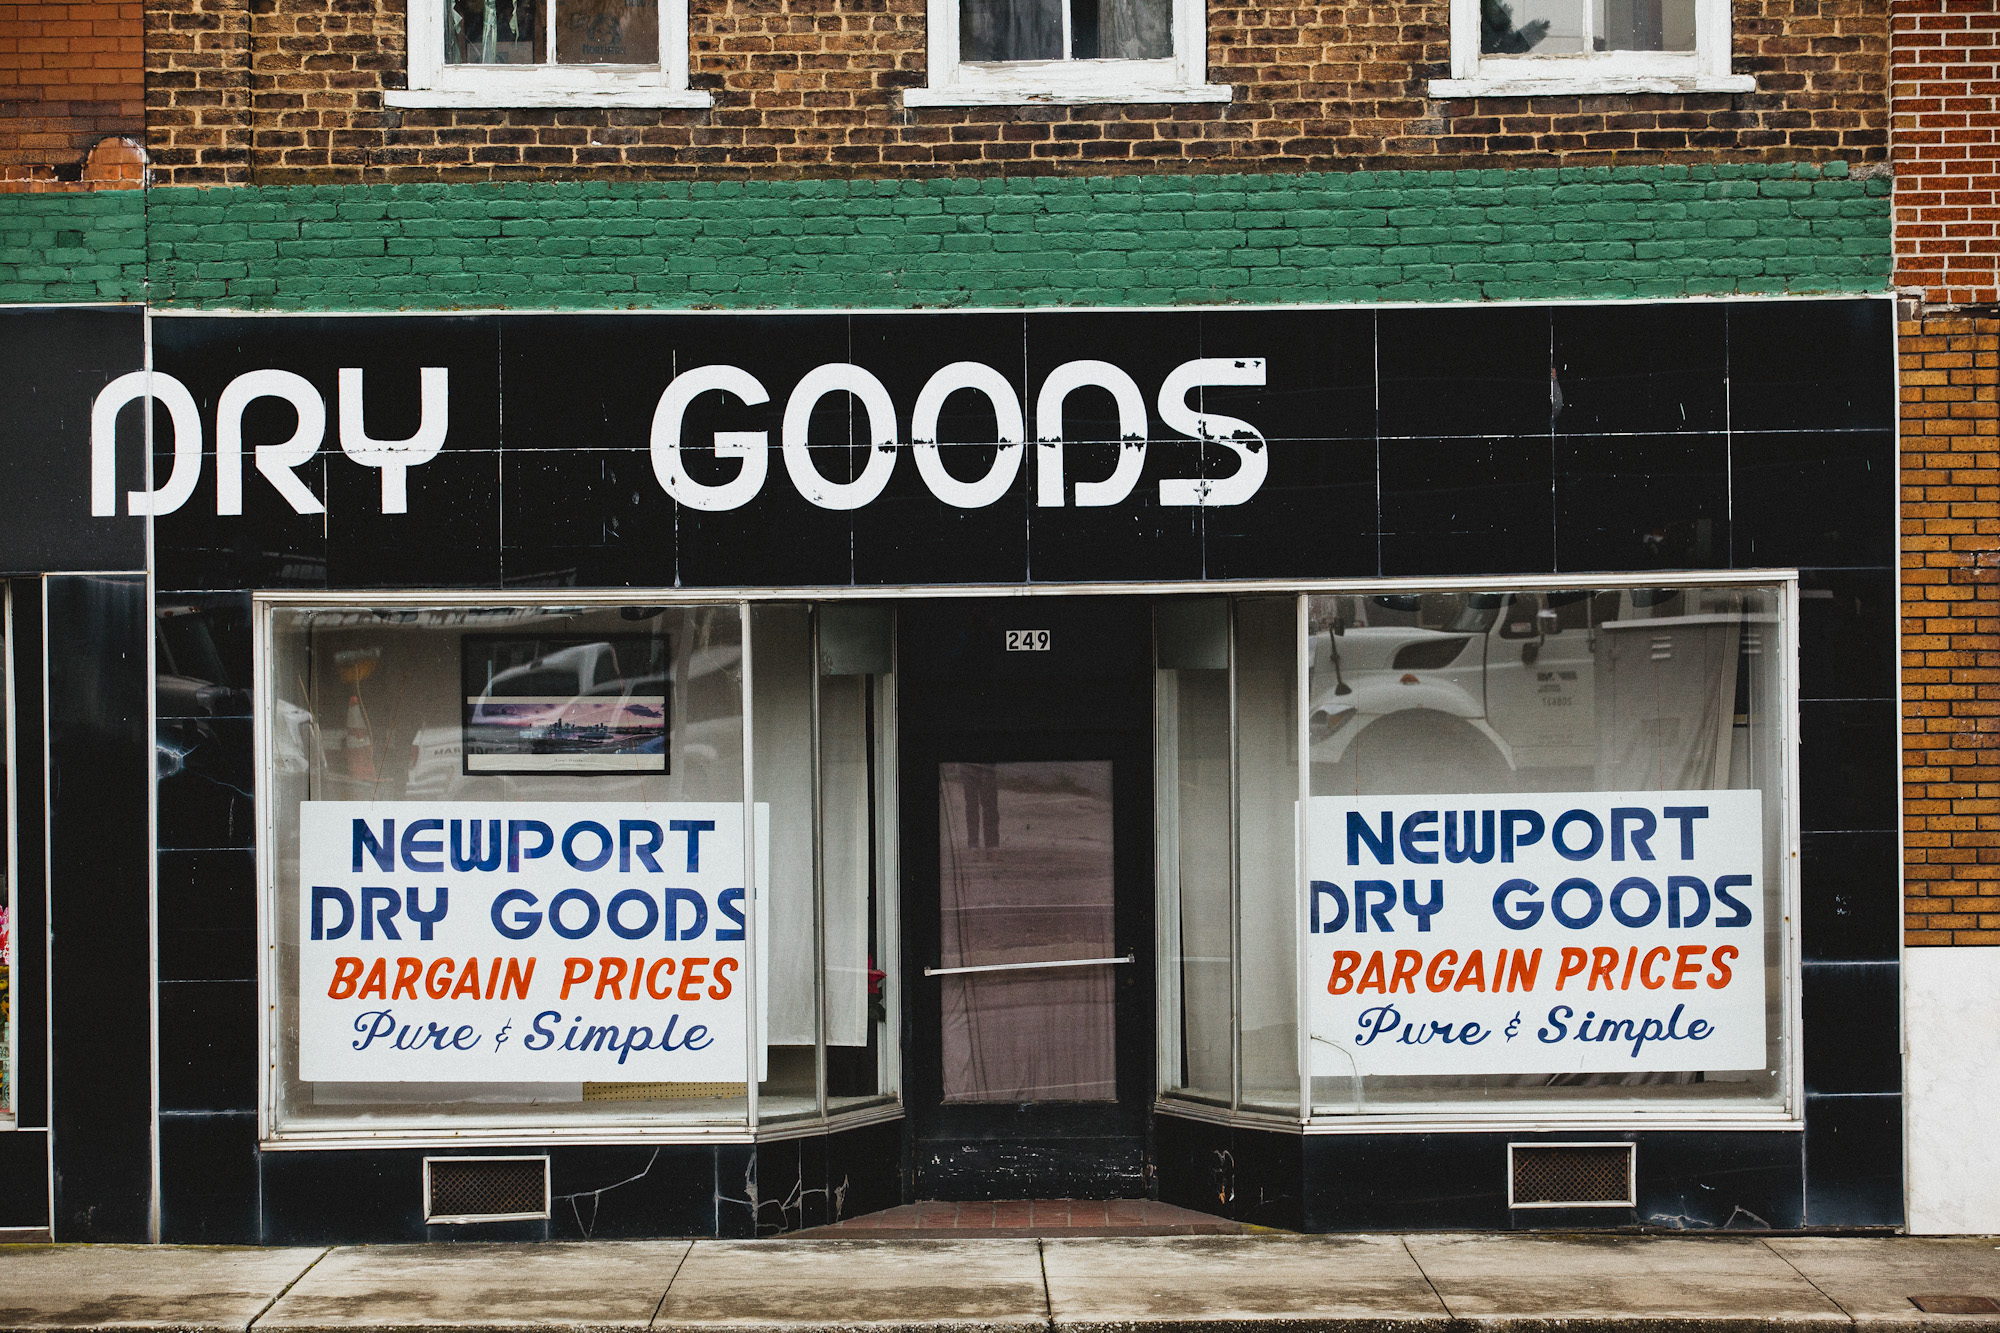 DRY GOODS
249
NEWPORT
DRY GOODS
BARGAIN PRICES
Pure & Simple
NEWPORT
DRY GOODS
BARGAIN PRICES
Pure & Simple